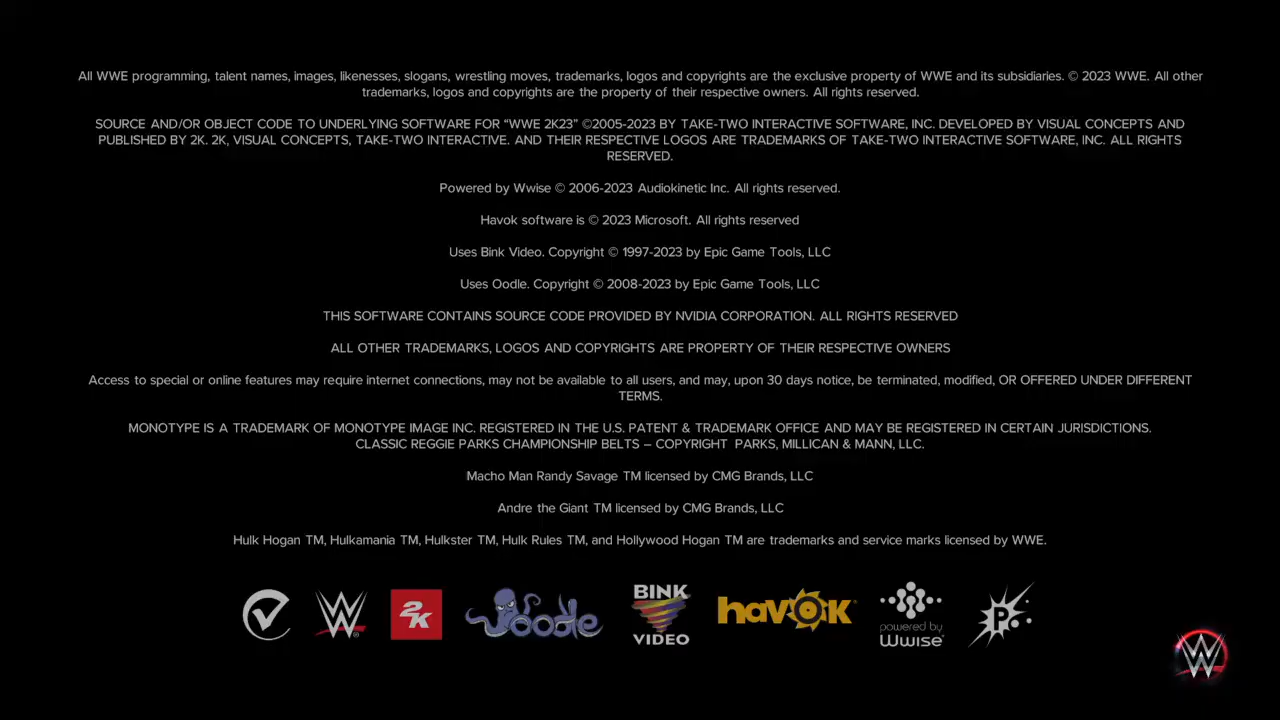 All WWE programming, talent names, images, likenesses, slogans, wrestling moves, trademarks, logos and copyrights are the exclusive property of WWE and its subsidiaries. © 2023 WWE. All other
trademarks, logos and copyrights are the property of their respective owners. All rights reserved.
SOURCE AND/OR OBJECT CODE TO UNDERLYING SOFTWARE FOR “WWE 2K23” ©2005-2023 BY TAKE-TWO INTERACTIVE SOFTWARE, INC. DEVELOPED BY VISUAL CONCEPTS AND
PUBLISHED BY 2K. 2K, VISUAL CONCEPTS, TAKE-TWO INTERACTIVE. AND THEIR RESPECTIVE LOGOS ARE TRADEMARKS OF TAKE-TWO INTERACTIVE SOFTWARE, INC. ALL RIGHTS
RESERVED.
Powered by Wwise © 2006-2023 Audiokinetic Inc. All rights reserved.
Havok software is © 2023 Microsoft. All rights reserved
Uses Bink Video. Copyright © 1997-2023 by Epic Game Tools, LLC
Uses Oodle. Copyright © 2008-2023 by Epic Game Tools, LLC
THIS SOFTWARE CONTAINS SOURCE CODE PROVIDED BY NVIDIA CORPORATION. ALL RIGHTS RESERVED
ALL OTHER TRADEMARKS, LOGOS AND COPYRIGHTS ARE PROPERTY OF THEIR RESPECTIVE OWNERS
Access to special or online features may require internet connections, may not be available to all users, and may, upon 30 days notice, be terminated, modified, OR OFFERED UNDER DIFFERENT
TERMS.
MONOTYPE IS A TRADEMARK OF MONOTYPE IMAGE INC. REGISTERED IN THE U.S. PATENT & TRADEMARK OFFICE AND MAY BE REGISTERED IN CERTAIN JURISDICTIONS.
CLASSIC REGGIE PARKS CHAMPIONSHIP BELTS – COPYRIGHT PARKS, MILLICAN & MANN, LLC.
Macho Man Randy Savage TM licensed by CMG Brands, LLC
Andre the Giant TM licensed by CMG Brands, LLC
Hulk Hogan TM, Hulkamania TM, Hulkster TM, Hulk Rules TM, and Hollywood Hogan TM are trademarks and service marks licensed by WWE.
W ® 2K oodle BINK VIDEO havok ® powered by Wwise P
W